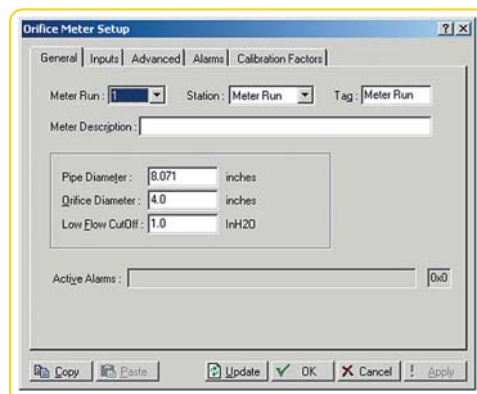 Orifice Meter Setup
General Inputs Advanced Alarms Calibration Factors
Meter Run : 1 Station : Meter Run Tag : Meter Run
Meter Description :
Pipe Diameter : 8.071 inches
Orifice Diameter : 4.0 inches
Low Flow CutOff : 1.0 InH2O
Active Alarms : 0x0
Copy Paste Update OK Cancel ! Apply